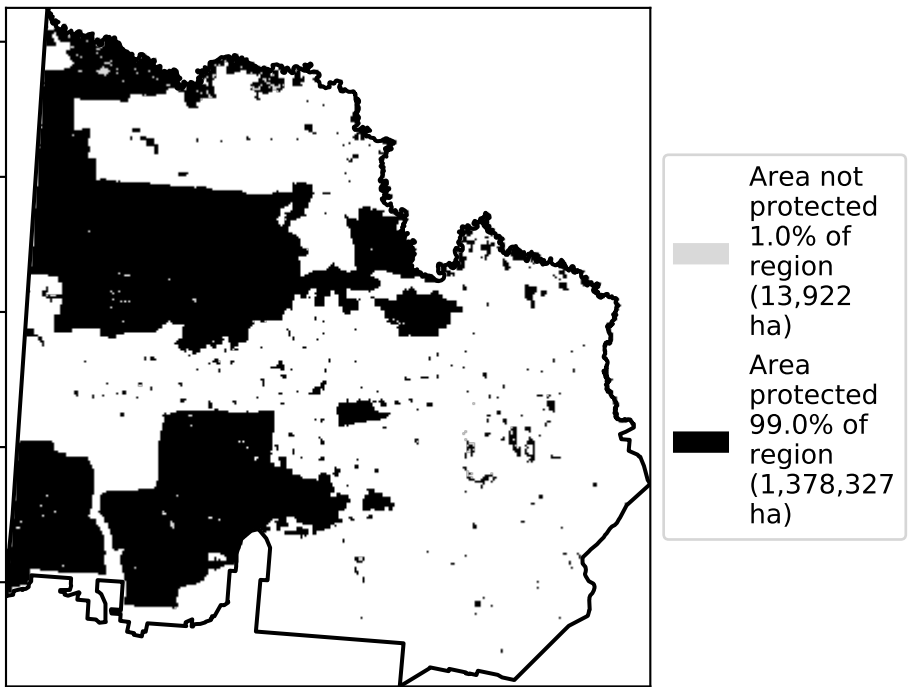 Area not
protected
1.0% of
region
(13,922
ha)
Area
protected
99.0% of
region
(1,378,327
ha)